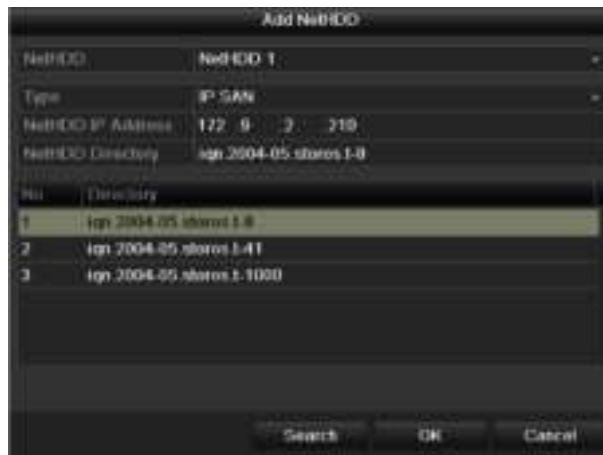 Add NetHDD
NetHDD NetHDD 1
Type IP SAN
NetHDD IP Address 172 . 9 . 2 . 210
NetHDD Directory iqn.2004-05.storos.t-8
No. Directory
1 iqn.2004-05.storos.t-8
2 iqn.2004-05.storos.t-41
3 iqn.2004-05.storos.t-1000
Search OK Cancel